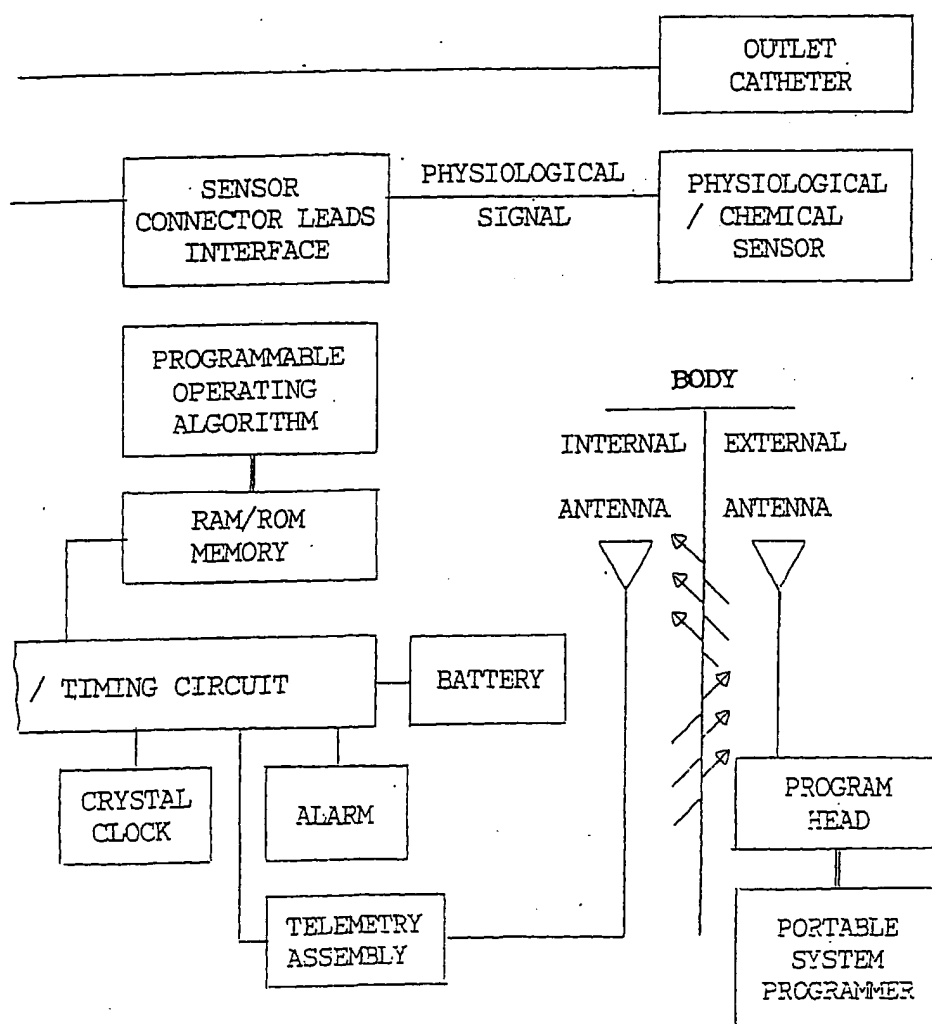 OUTLET
CATHETER
SENSOR
CONNECTOR LEADS
INTERFACE
PHYSIOLOGICAL
SIGNAL
PHYSIOLOGICAL
/ CHEMICAL
SENSOR
PROGRAMMABLE
OPERATING
ALGORITHM
BODY
INTERNAL
EXTERNAL
ANTENNA
ANTENNA
RAM/ROM
MEMORY
/ TIMING CIRCUIT
BATTERY
CRYSTAL
CLOCK
ALARM
PROGRAM
HEAD
TELEMETRY
ASSEMBLY
PORTABLE
SYSTEM
PROGRAMMER